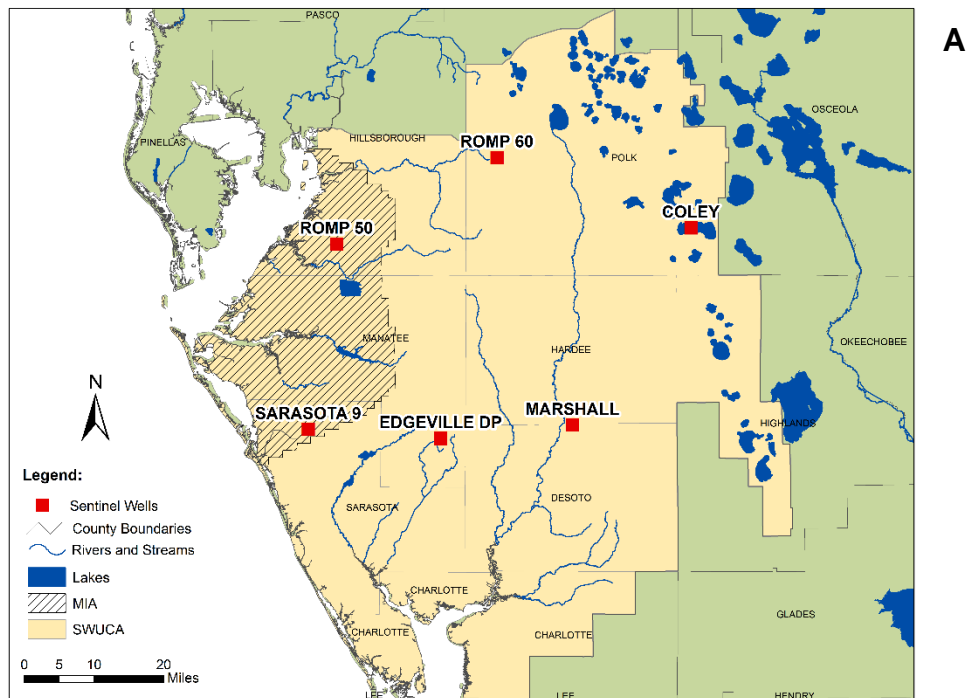 A
PASCO
OSCEOLA
HILLSBOROUGH
PINELLAS
ROMP 60
POLK
COLEY
ROMP 50
MANATEE
HARDEE
OKEECHOBEE
N
SARASOTA 9
EDGEVILLE DP
MARSHALL
HIGHLANDS
Legend:
Sentinel Wells
County Boundaries
Rivers and Streams
Lakes
MIA
SWUCA
SARASOTA
DESOTO
CHARLOTTE
GLADES
CHARLOTTE
CHARLOTTE
0 5 10 20
Miles
LEE
LEE
HENDRY